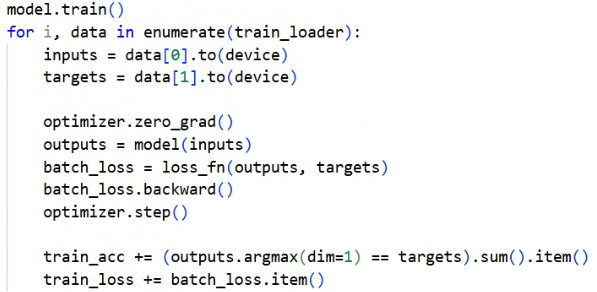 model.train()
for i, data in enumerate(train_loader):
    inputs = data[0].to(device)
    targets = data[1].to(device)

    optimizer.zero_grad()
    outputs = model(inputs)
    batch_loss = loss_fn(outputs, targets)
    batch_loss.backward()
    optimizer.step()

    train_acc += (outputs.argmax(dim=1) == targets).sum().item()
    train_loss += batch_loss.item()